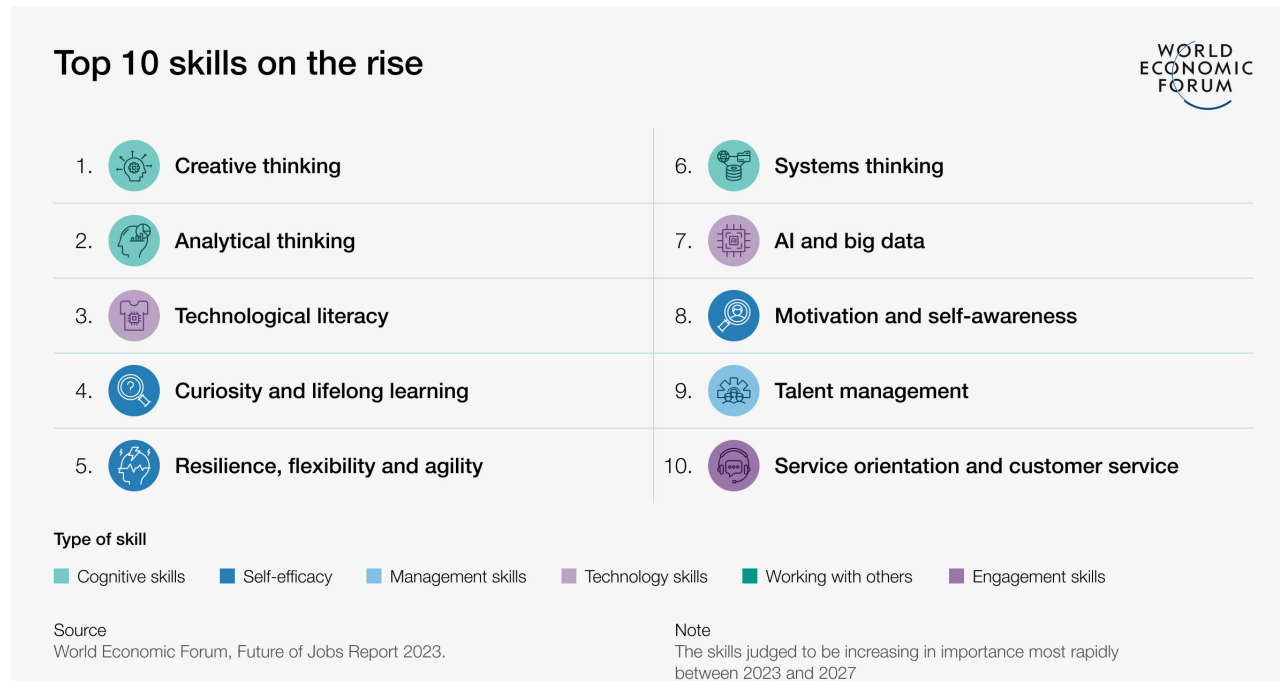 Top 10 skills on the rise
WORLD
ECONOMIC
FORUM
1. Creative thinking
2. Analytical thinking
3. Technological literacy
4. Curiosity and lifelong learning
5. Resilience, flexibility and agility
6. Systems thinking
7. AI and big data
8. Motivation and self-awareness
9. Talent management
10. Service orientation and customer service
Type of skill
Cognitive skills Self-efficacy Management skills Technology skills Working with others Engagement skills
Source
World Economic Forum, Future of Jobs Report 2023.
Note
The skills judged to be increasing in importance most rapidly
between 2023 and 2027